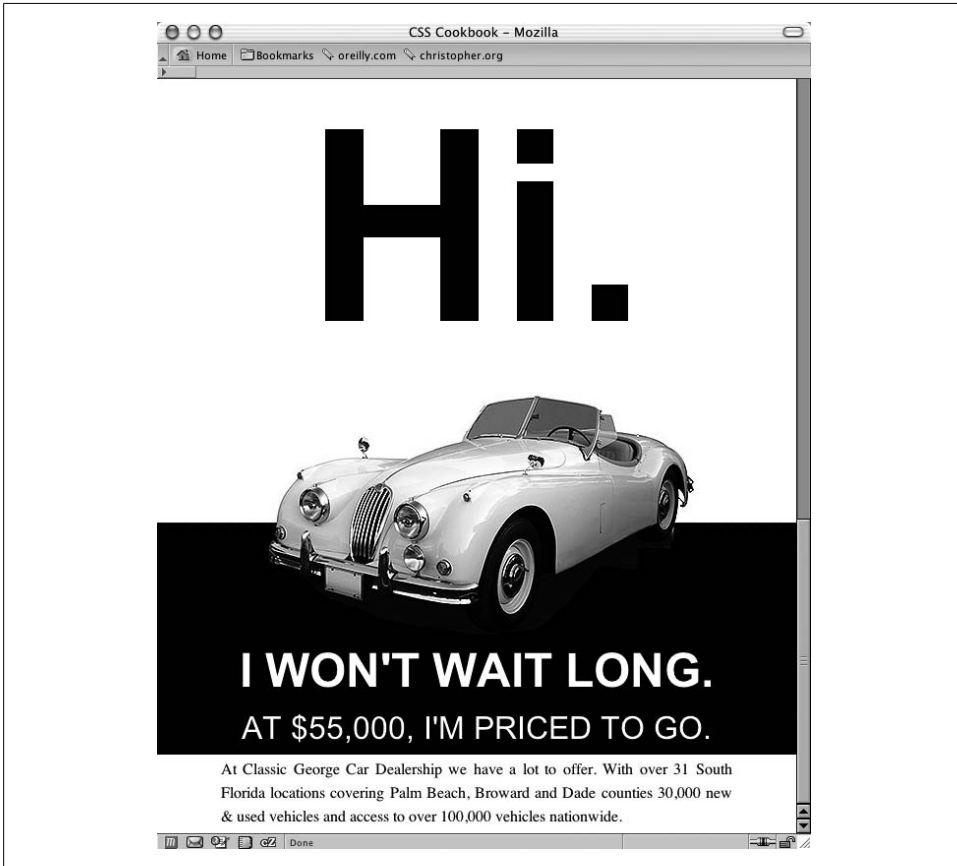 CSS Cookbook – Mozilla
Home Bookmarks oreilly.com christopher.org
Hi.
I WON'T WAIT LONG.
AT $55,000, I'M PRICED TO GO.
At Classic George Car Dealership we have a lot to offer. With over 31 South
Florida locations covering Palm Beach, Broward and Dade counties 30,000 new
& used vehicles and access to over 100,000 vehicles nationwide.
Done